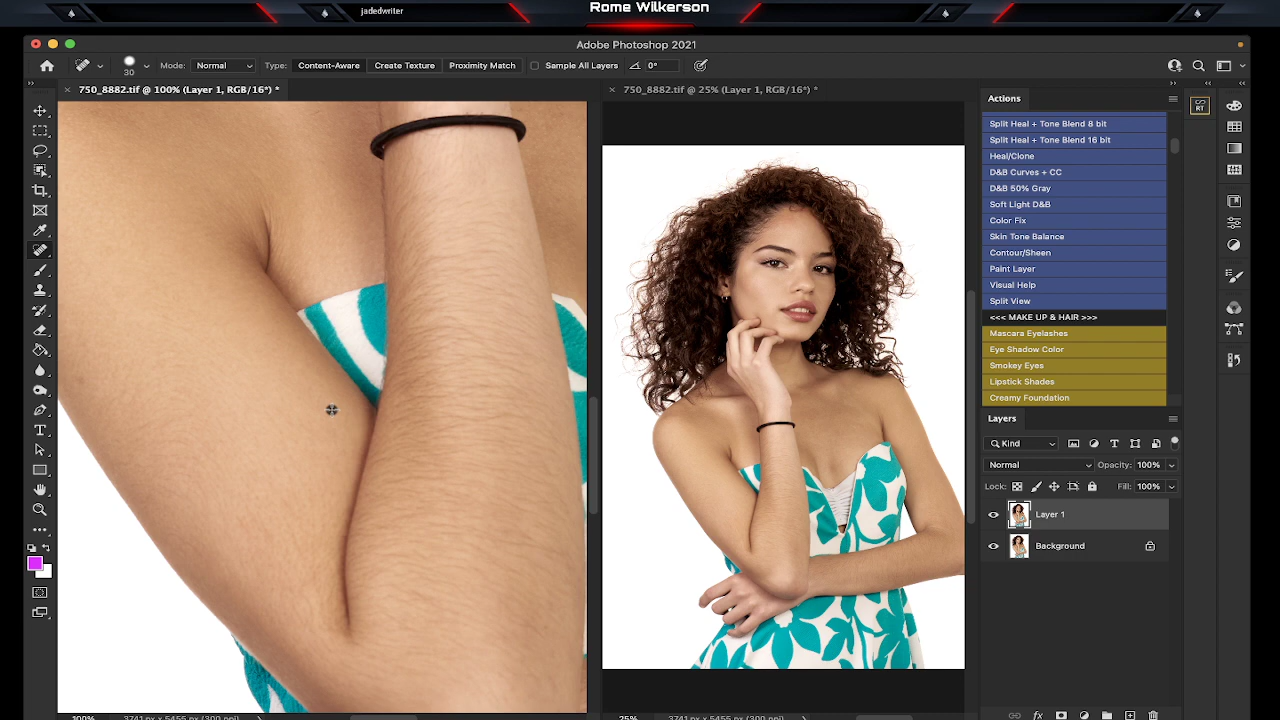 jadedwriter
Rome Wilkerson
Adobe Photoshop 2021
30
Mode: Normal
Type: Content-Aware Create Texture Proximity Match
Sample All Layers
0°
750_8882.tif @ 100% (Layer 1, RGB/16*) *
750_8882.tif @ 25% (Layer 1, RGB/16*) *
Actions
Split Heal + Tone Blend 8 bit
Split Heal + Tone Blend 16 bit
Heal/Clone
D&B Curves + CC
D&B 50% Gray
Soft Light D&B
Color Fix
Skin Tone Balance
Contour/Sheen
Paint Layer
Visual Help
Split View
<<< MAKE UP & HAIR >>>
Mascara Eyelashes
Eye Shadow Color
Smokey Eyes
Lipstick Shades
Creamy Foundation
Layers
Kind
Normal Opacity: 100%
Lock: Fill: 100%
Layer 1
Background
100% 3741 px x 5455 px (300 ppi)
25% 3741 px x 5455 px (300 ppi)